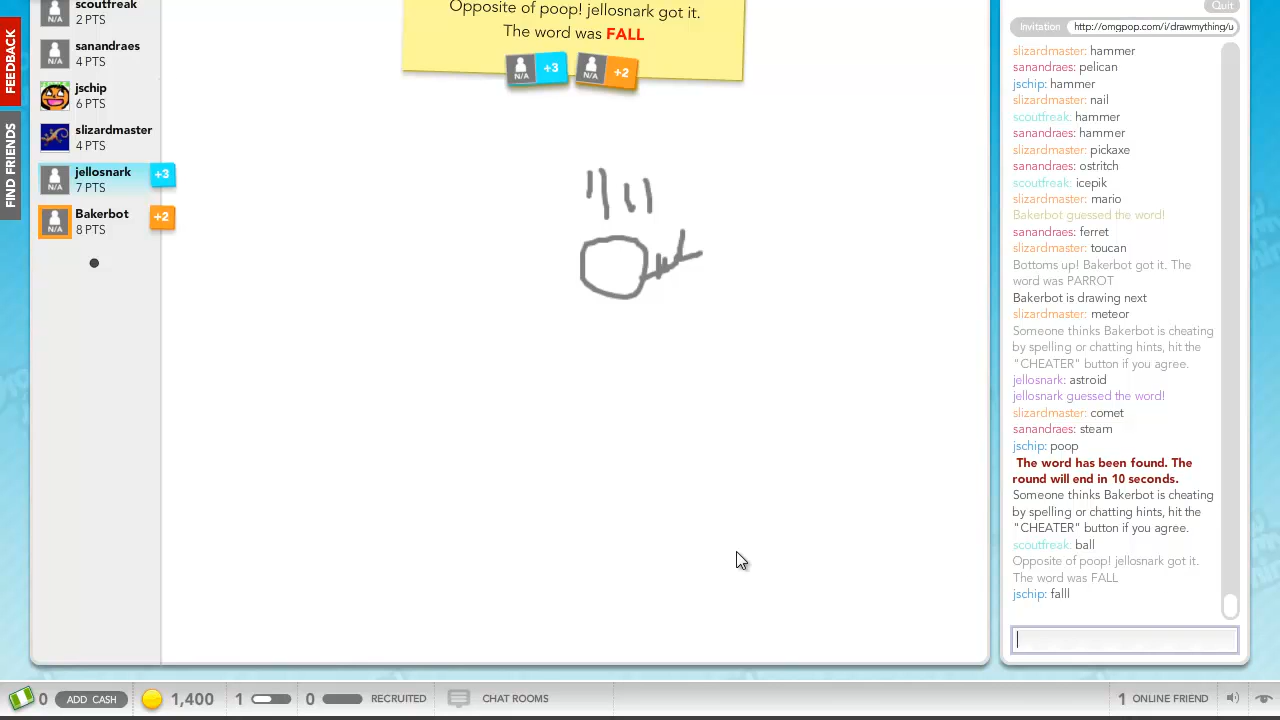 FEEDBACK
FIND FRIENDS
scoutfreak
N/A
2 PTS
sanandraes
N/A
4 PTS
jschip
6 PTS
slizardmaster
4 PTS
jellosnark
+3
N/A
7 PTS
Bakerbot
+2
N/A
8 PTS
Opposite of poop! jellosnark got it.
The word was FALL
N/A +3 N/A +2
Quit
Invitation http://omgpop.com/i/drawmything/u
slizardmaster: hammer
sanandraes: pelican
jschip: hammer
slizardmaster: nail
scoutfreak: hammer
sanandraes: hammer
slizardmaster: pickaxe
sanandraes: ostritch
scoutfreak: icepik
slizardmaster: mario
Bakerbot guessed the word!
sanandraes: ferret
slizardmaster: toucan
Bottoms up! Bakerbot got it. The
word was PARROT
Bakerbot is drawing next
slizardmaster: meteor
Someone thinks Bakerbot is cheating
by spelling or chatting hints, hit the
"CHEATER" button if you agree.
jellosnark: astroid
jellosnark guessed the word!
slizardmaster: comet
sanandraes: steam
jschip: poop
The word has been found. The
round will end in 10 seconds.
Someone thinks Bakerbot is cheating
by spelling or chatting hints, hit the
"CHEATER" button if you agree.
scoutfreak: ball
Opposite of poop! jellosnark got it.
The word was FALL
jschip: falll
0 ADD CASH 1,400 1 0 RECRUITED CHAT ROOMS 1 ONLINE FRIEND